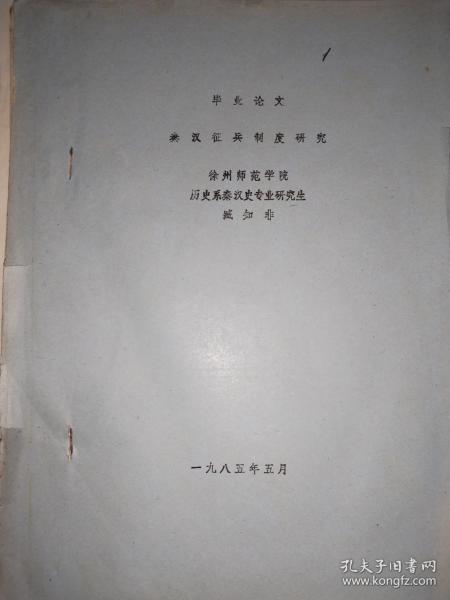 1
毕业论文
秦汉征兵制度研究
徐州师范学院
历史系秦汉史专业研究生
臧知非
一九八五年五月
孔夫子旧书网
www.kongfz.com